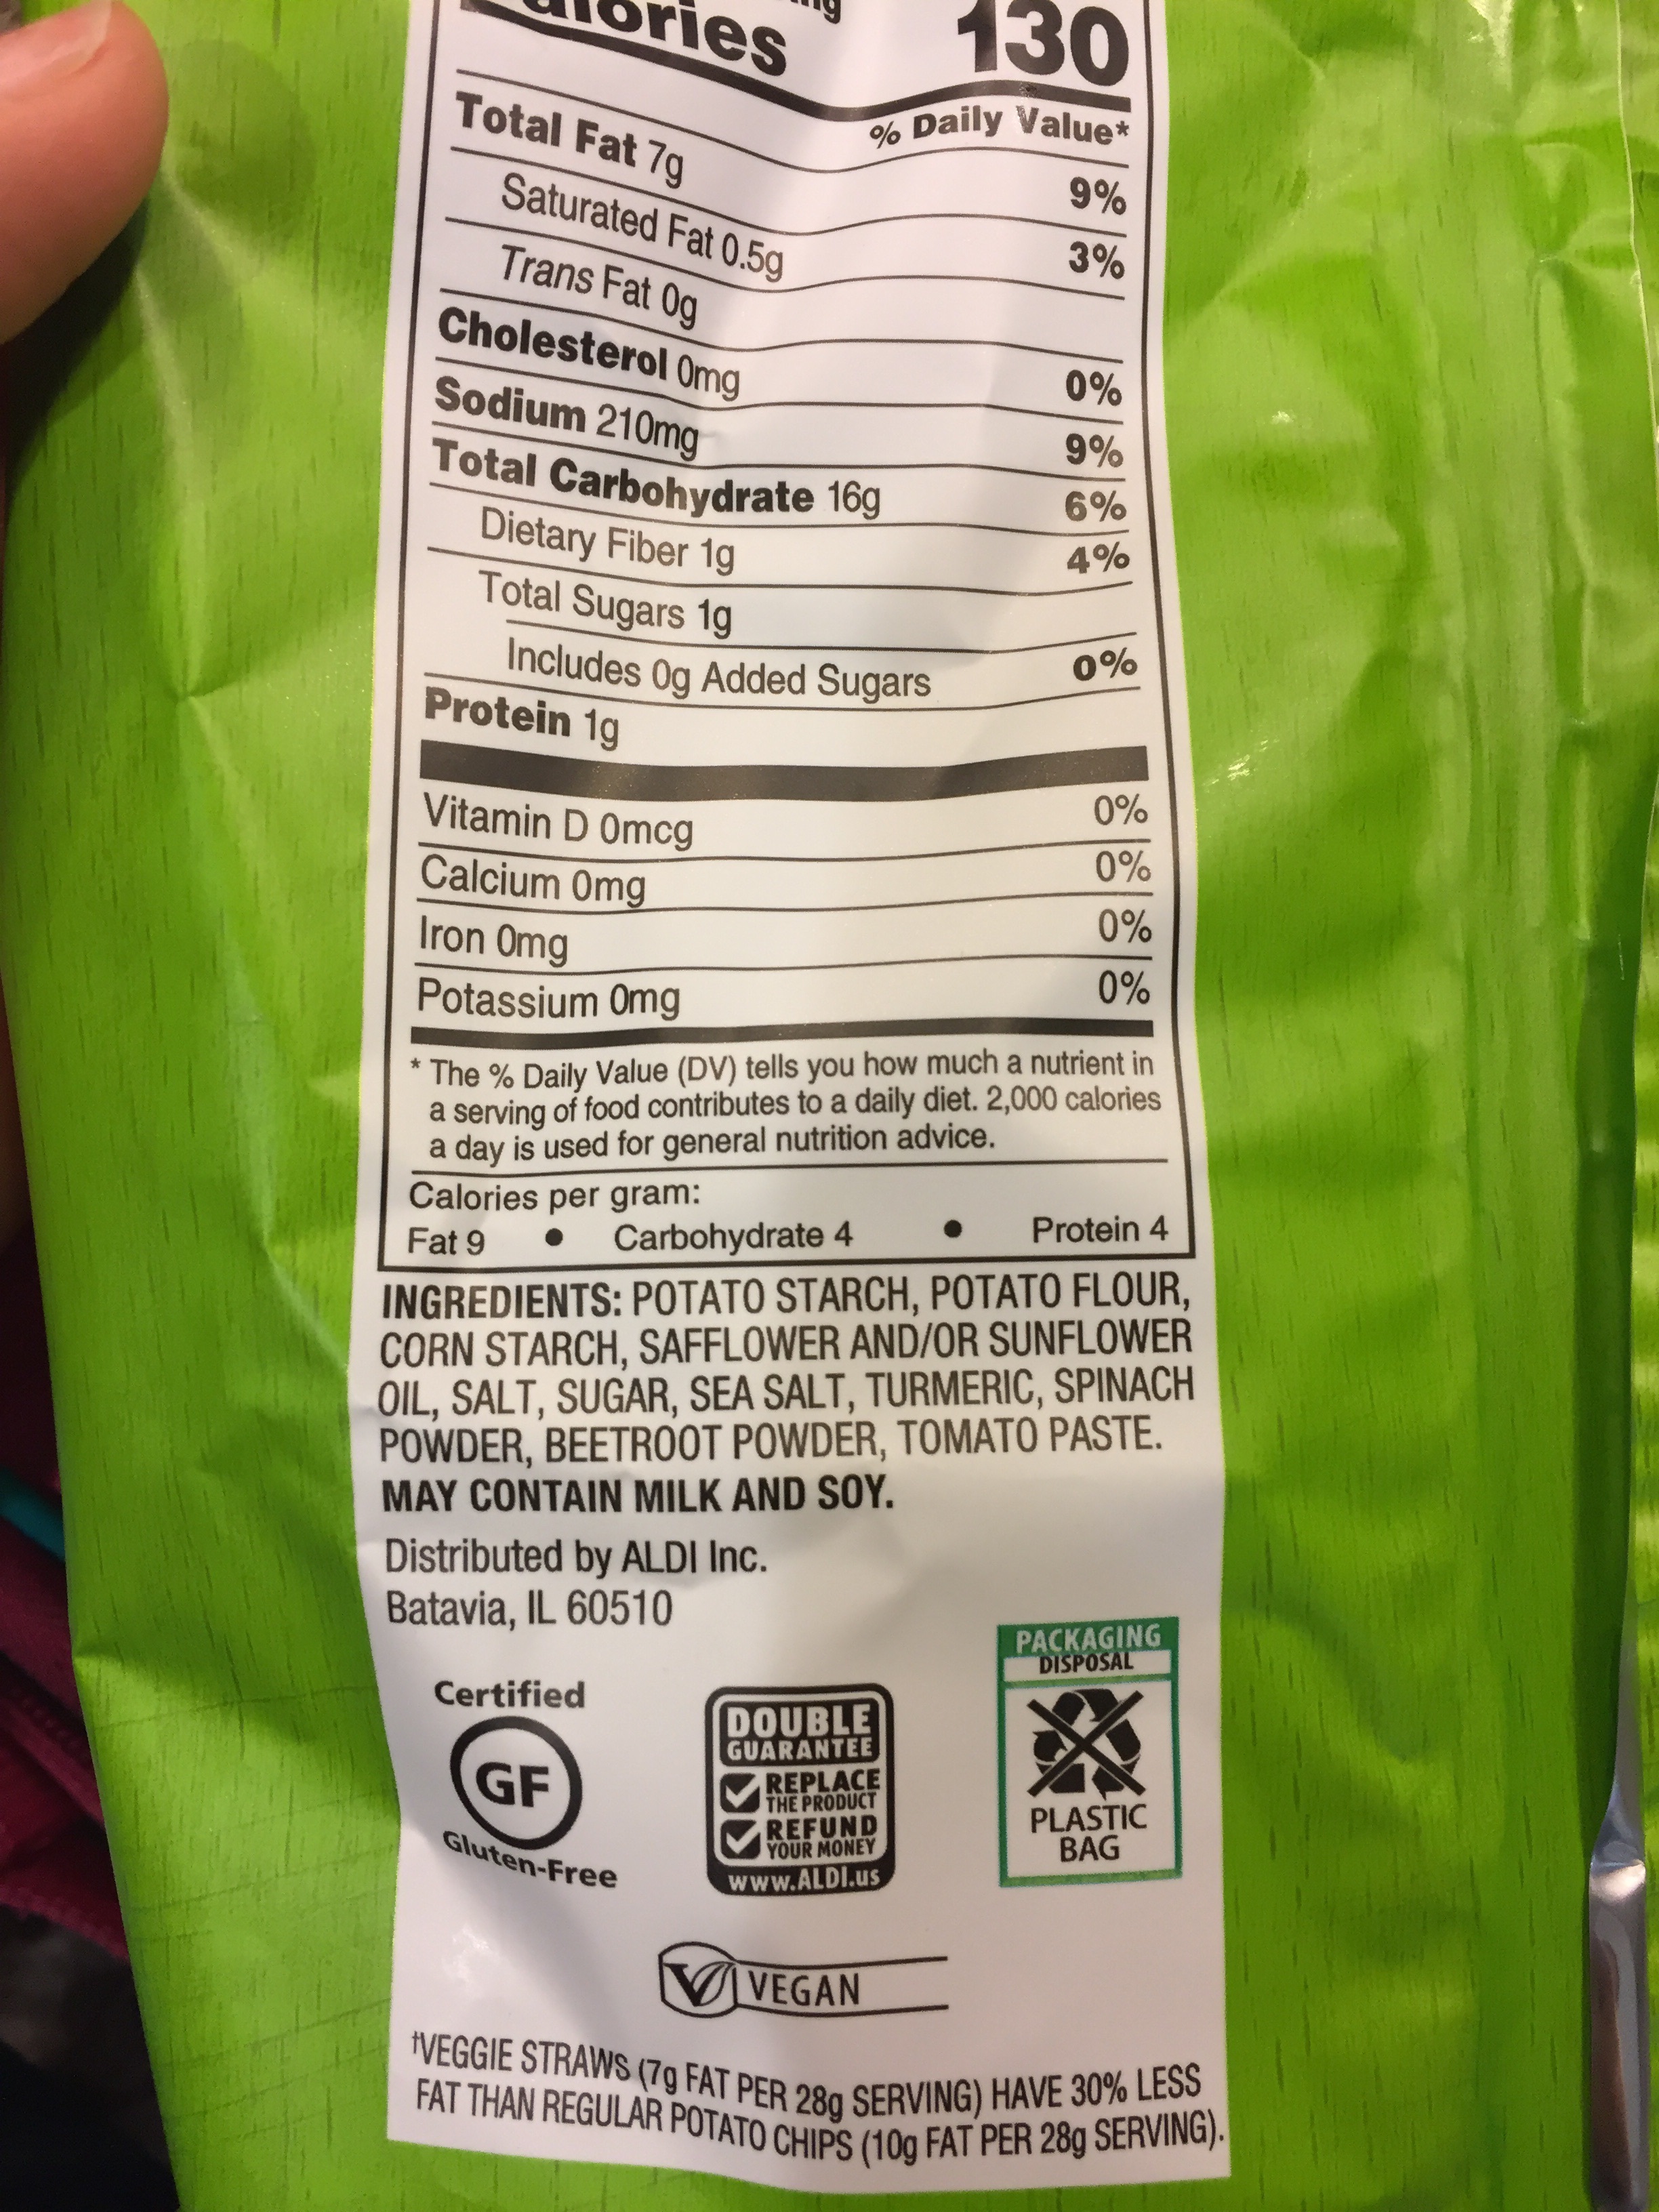 130
% Daily Value*
Total Fat 7g 9%
Saturated Fat 0.5g 3%
Trans Fat 0g
Cholesterol 0mg 0%
Sodium 210mg 9%
Total Carbohydrate 16g 6%
Dietary Fiber 1g 4%
Total Sugars 1g
Includes 0g Added Sugars 0%
Protein 1g
Vitamin D 0mcg 0%
Calcium 0mg 0%
Iron 0mg 0%
Potassium 0mg 0%
* The % Daily Value (DV) tells you how much a nutrient in
a serving of food contributes to a daily diet. 2,000 calories
a day is used for general nutrition advice.
Calories per gram:
Fat 9 • Carbohydrate 4 • Protein 4
INGREDIENTS: POTATO STARCH, POTATO FLOUR,
CORN STARCH, SAFFLOWER AND/OR SUNFLOWER
OIL, SALT, SUGAR, SEA SALT, TURMERIC, SPINACH
POWDER, BEETROOT POWDER, TOMATO PASTE.
MAY CONTAIN MILK AND SOY.
Distributed by ALDI Inc.
Batavia, IL 60510
Certified
GF
Gluten-Free
DOUBLE
GUARANTEE
REPLACE
THE PRODUCT
REFUND
YOUR MONEY
www.ALDI.us
PACKAGING
DISPOSAL
PLASTIC
BAG
VEGAN
†VEGGIE STRAWS (7g FAT PER 28g SERVING) HAVE 30% LESS
FAT THAN REGULAR POTATO CHIPS (10g FAT PER 28g SERVING).